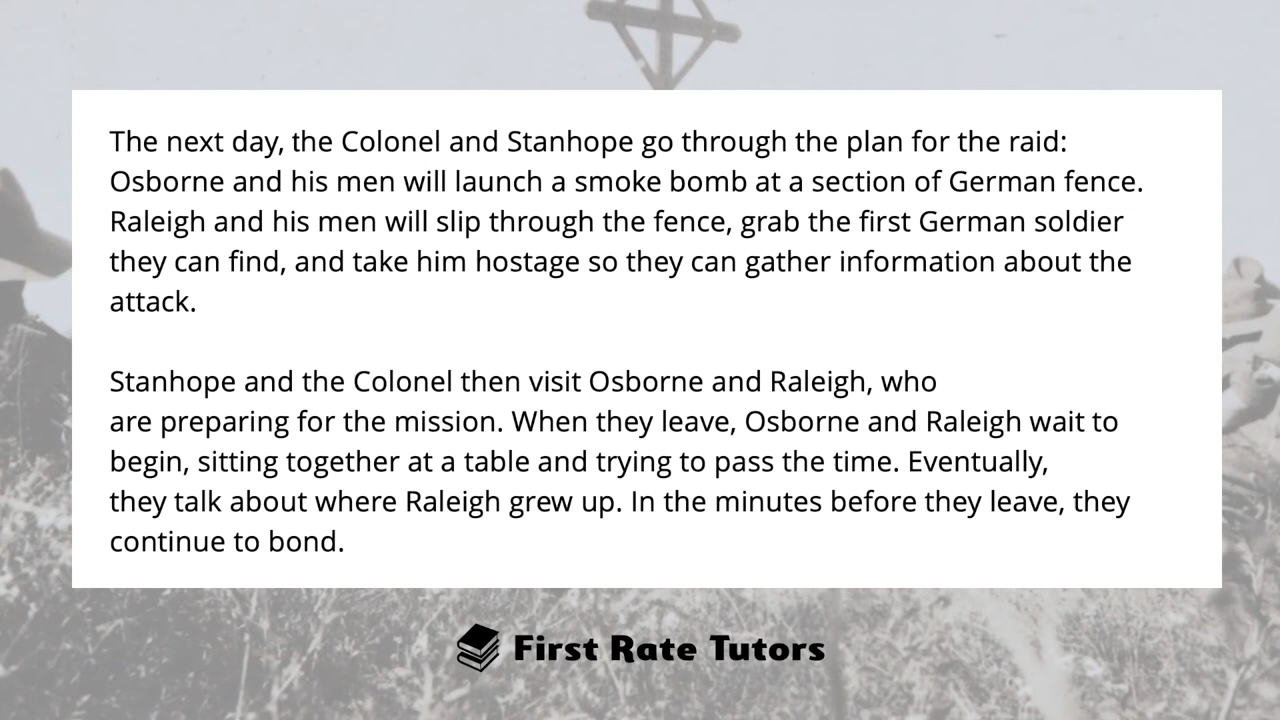 The next day, the Colonel and Stanhope go through the plan for the raid:
Osborne and his men will launch a smoke bomb at a section of German fence.
Raleigh and his men will slip through the fence, grab the first German soldier
they can find, and take him hostage so they can gather information about the
attack.
Stanhope and the Colonel then visit Osborne and Raleigh, who
are preparing for the mission. When they leave, Osborne and Raleigh wait to
begin, sitting together at a table and trying to pass the time. Eventually,
they talk about where Raleigh grew up. In the minutes before they leave, they
continue to bond.
First Rate Tutors